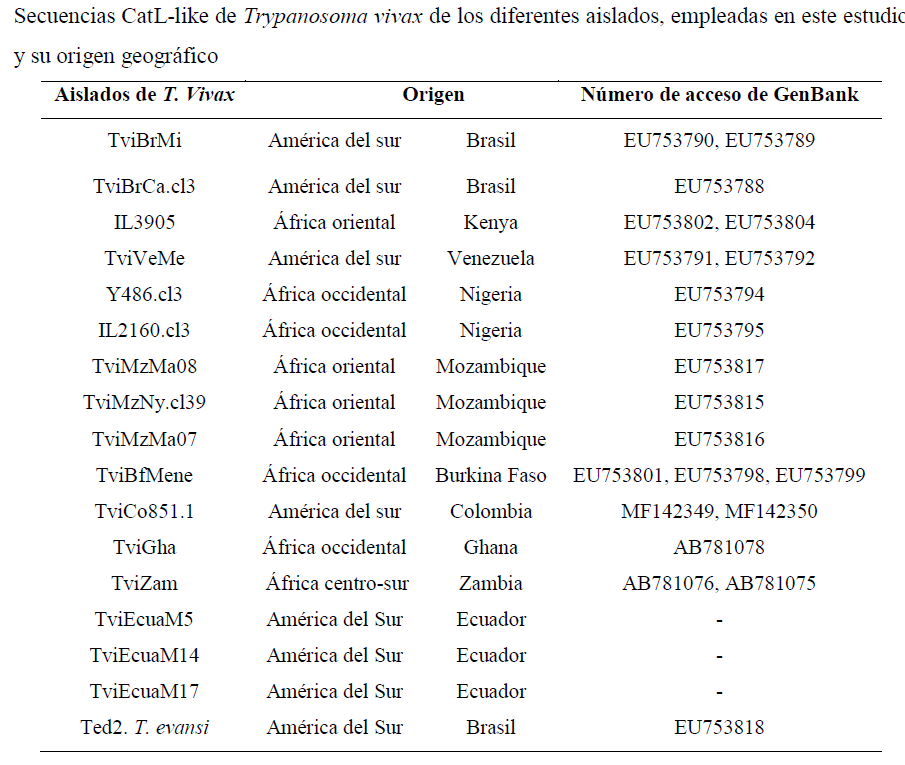 Secuencias CatL-like de Trypanosoma vivax de los diferentes aislados, empleadas en este estudio
y su origen geográfico
Aislados de T. Vivax Origen Número de acceso de GenBank
TviBrMi América del sur Brasil EU753790, EU753789
TviBrCa.cl3 América del sur Brasil EU753788
IL3905 África oriental Kenya EU753802, EU753804
TviVeMe América del sur Venezuela EU753791, EU753792
Y486.cl3 África occidental Nigeria EU753794
IL2160.cl3 África occidental Nigeria EU753795
TviMzMa08 África oriental Mozambique EU753817
TviMzNy.cl39 África oriental Mozambique EU753815
TviMzMa07 África oriental Mozambique EU753816
TviBfMene África occidental Burkina Faso EU753801, EU753798, EU753799
TviCo851.1 América del sur Colombia MF142349, MF142350
TviGha África occidental Ghana AB781078
TviZam África centro-sur Zambia AB781076, AB781075
TviEcuaM5 América del Sur Ecuador -
TviEcuaM14 América del Sur Ecuador -
TviEcuaM17 América del Sur Ecuador -
Ted2. T. evansi América del Sur Brasil EU753818